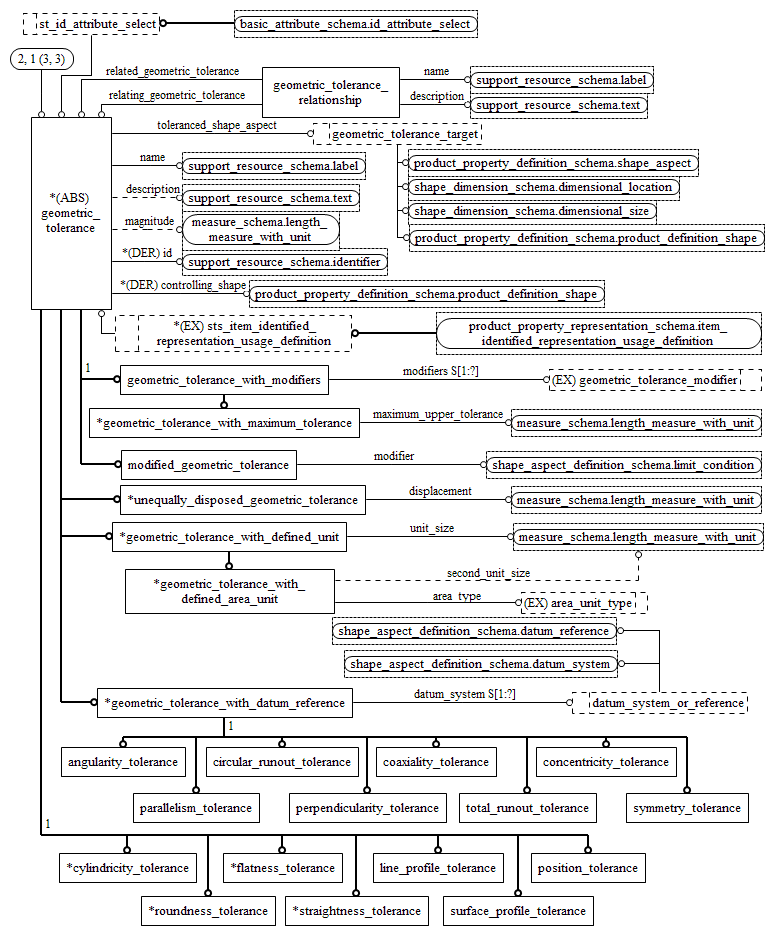 st_id_attribute_select
basic_attribute_schema.id_attribute_select
2, 1 (3, 3)
related_geometric_tolerance
relating_geometric_tolerance
geometric_tolerance_
relationship
name
support_resource_schema.label
description
support_resource_schema.text
*(ABS)
geometric_
tolerance
toleranced_shape_aspect
geometric_tolerance_target
name
support_resource_schema.label
product_property_definition_schema.shape_aspect
description
support_resource_schema.text
shape_dimension_schema.dimensional_location
magnitude
measure_schema.length_
measure_with_unit
shape_dimension_schema.dimensional_size
product_property_definition_schema.product_definition_shape
*(DER) id
support_resource_schema.identifier
*(DER) controlling_shape
product_property_definition_schema.product_definition_shape
*(EX) sts_item_identified_
representation_usage_definition
product_property_representation_schema.item_
identified_representation_usage_definition
1
geometric_tolerance_with_modifiers
modifiers S[1:?]
(EX) geometric_tolerance_modifier
*geometric_tolerance_with_maximum_tolerance
maximum_upper_tolerance
measure_schema.length_measure_with_unit
modified_geometric_tolerance
modifier
shape_aspect_definition_schema.limit_condition
*unequally_disposed_geometric_tolerance
displacement
measure_schema.length_measure_with_unit
*geometric_tolerance_with_defined_unit
unit_size
measure_schema.length_measure_with_unit
*geometric_tolerance_with_
defined_area_unit
second_unit_size
area_type
(EX) area_unit_type
shape_aspect_definition_schema.datum_reference
shape_aspect_definition_schema.datum_system
*geometric_tolerance_with_datum_reference
datum_system S[1:?]
datum_system_or_reference
1
angularity_tolerance
circular_runout_tolerance
coaxiality_tolerance
concentricity_tolerance
parallelism_tolerance
perpendicularity_tolerance
total_runout_tolerance
symmetry_tolerance
1
*cylindricity_tolerance
*flatness_tolerance
line_profile_tolerance
position_tolerance
*roundness_tolerance
*straightness_tolerance
surface_profile_tolerance